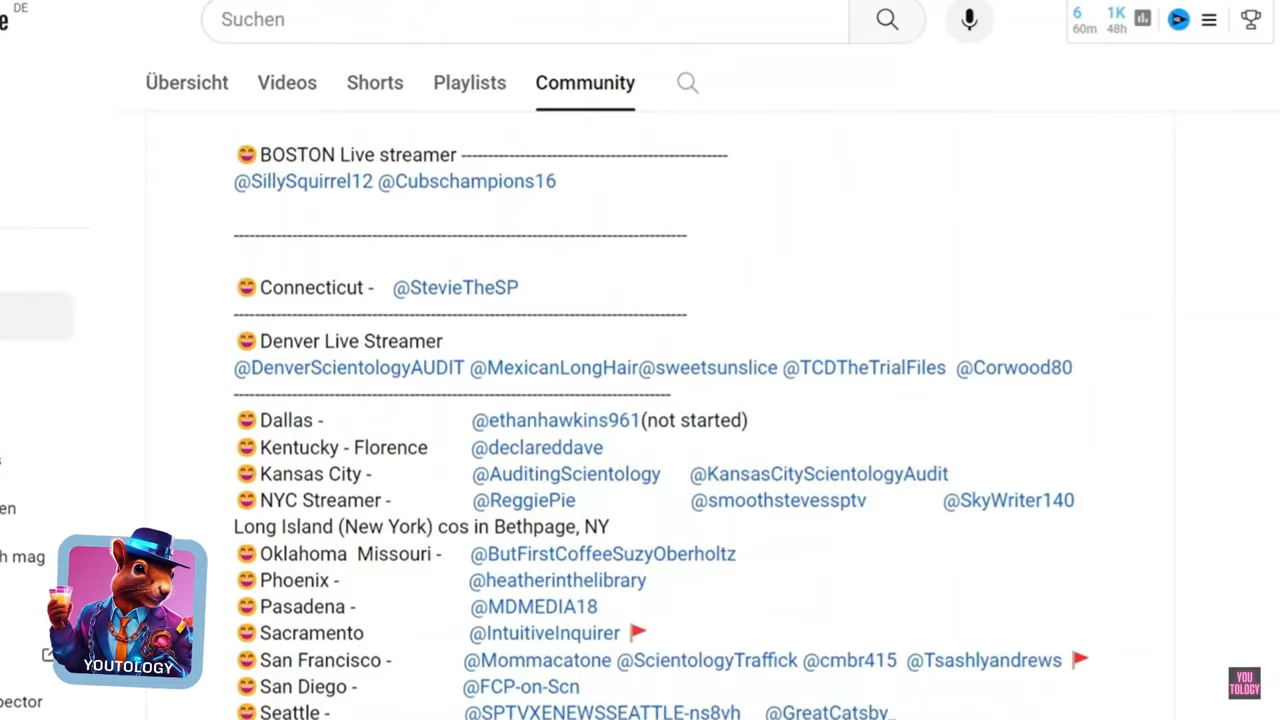 DE
e
Suchen
6 1K
60m 48h
Übersicht Videos Shorts Playlists Community
😄BOSTON Live streamer --------------------------------------------------
@SillySquirrel12 @Cubschampions16
-------------------------------------------------------------------------------------
😄Connecticut - @StevieTheSP
-------------------------------------------------------------------------------------
😄Denver Live Streamer
@DenverScientologyAUDIT @MexicanLongHair@sweetsunslice @TCDTheTrialFiles @Corwood80
----------------------------------------------------------------------------------
😄Dallas - @ethanhawkins961(not started)
😄Kentucky - Florence @declareddave
😄Kansas City - @AuditingScientology @KansasCityScientologyAudit
😄NYC Streamer - @ReggiePie @smoothstevessptv @SkyWriter140
Long Island (New York) cos in Bethpage, NY
😄Oklahoma Missouri - @ButFirstCoffeeSuzyOberholtz
😄Phoenix - @heatherinthelibrary
😄Pasadena - @MDMEDIA18
😄Sacramento @IntuitiveInquirer 🚩
😄San Francisco - @Mommacatone @ScientologyTraffick @cmbr415 @Tsashlyandrews 🚩
😄San Diego - @FCP-on-Scn
😄Seattle - @SPTVXENEWSSEATTLE-ns8vh @GreatCatsby_
en
h mag
pector
YOUTOLOGY
YOU
TOLOGY